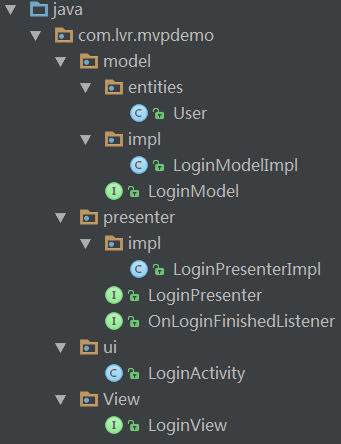 java
com.lvr.mvpdemo
model
entities
User
impl
LoginModelImpl
LoginModel
presenter
impl
LoginPresenterImpl
LoginPresenter
OnLoginFinishedListener
ui
LoginActivity
View
LoginView